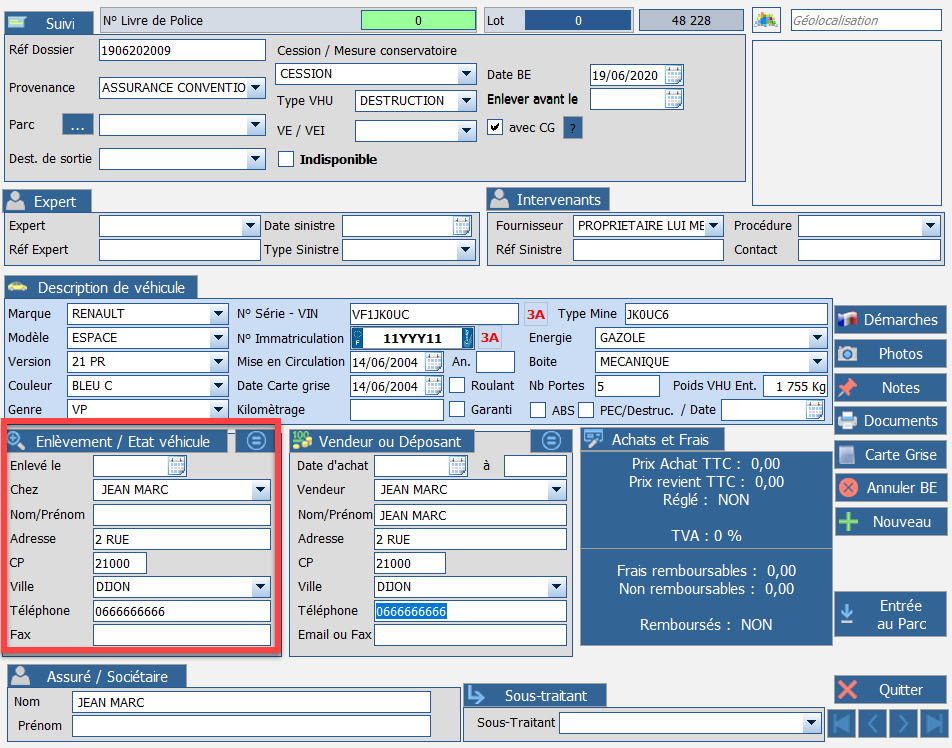 Suivi
N° Livre de Police 0 Lot 0 48 228 Géolocalisation
Réf Dossier 1906202009 Cession / Mesure conservatoire
Provenance ASSURANCE CONVENTIO CESSION Date BE 19/06/2020
Type VHU DESTRUCTION Enlever avant le
Parc ... VE / VEI avec CG ?
Dest. de sortie Indisponible
Expert Intervenants
Expert Date sinistre Fournisseur PROPRIETAIRE LUI ME Procédure
Réf Expert Type Sinistre Réf Sinistre Contact
Description de véhicule
Marque RENAULT N° Série - VIN VF1JK0UC 3A Type Mine JK0UC6 Démarches
Modèle ESPACE N° Immatriculation F 11YYY11 3A Energie GAZOLE
Version 21 PR Mise en Circulation 14/06/2004 An. Boite MECANIQUE Photos
Couleur BLEU C Date Carte grise 14/06/2004 Roulant Nb Portes 5 Poids VHU Ent. 1 755 Kg Notes
Genre VP Kilomètrage Garanti ABS PEC/Destruc. / Date Documents
Enlèvement / Etat véhicule Vendeur ou Déposant Achats et Frais Carte Grise
Enlevé le Date d'achat à Prix Achat TTC : 0,00
Chez JEAN MARC Vendeur JEAN MARC Prix revient TTC : 0,00 Annuler BE
Nom/Prénom Nom/Prénom JEAN MARC Réglé : NON Nouveau
Adresse 2 RUE Adresse 2 RUE TVA : 0 %
CP 21000 CP 21000 Frais remboursables : 0,00
Ville DIJON Ville DIJON Non remboursables : 0,00
Téléphone 0666666666 Téléphone 0666666666 Entrée
au Parc
Fax Email ou Fax Remboursés : NON
Assuré / Sociétaire
Nom JEAN MARC Sous-traitant Quitter
Prénom Sous-Traitant